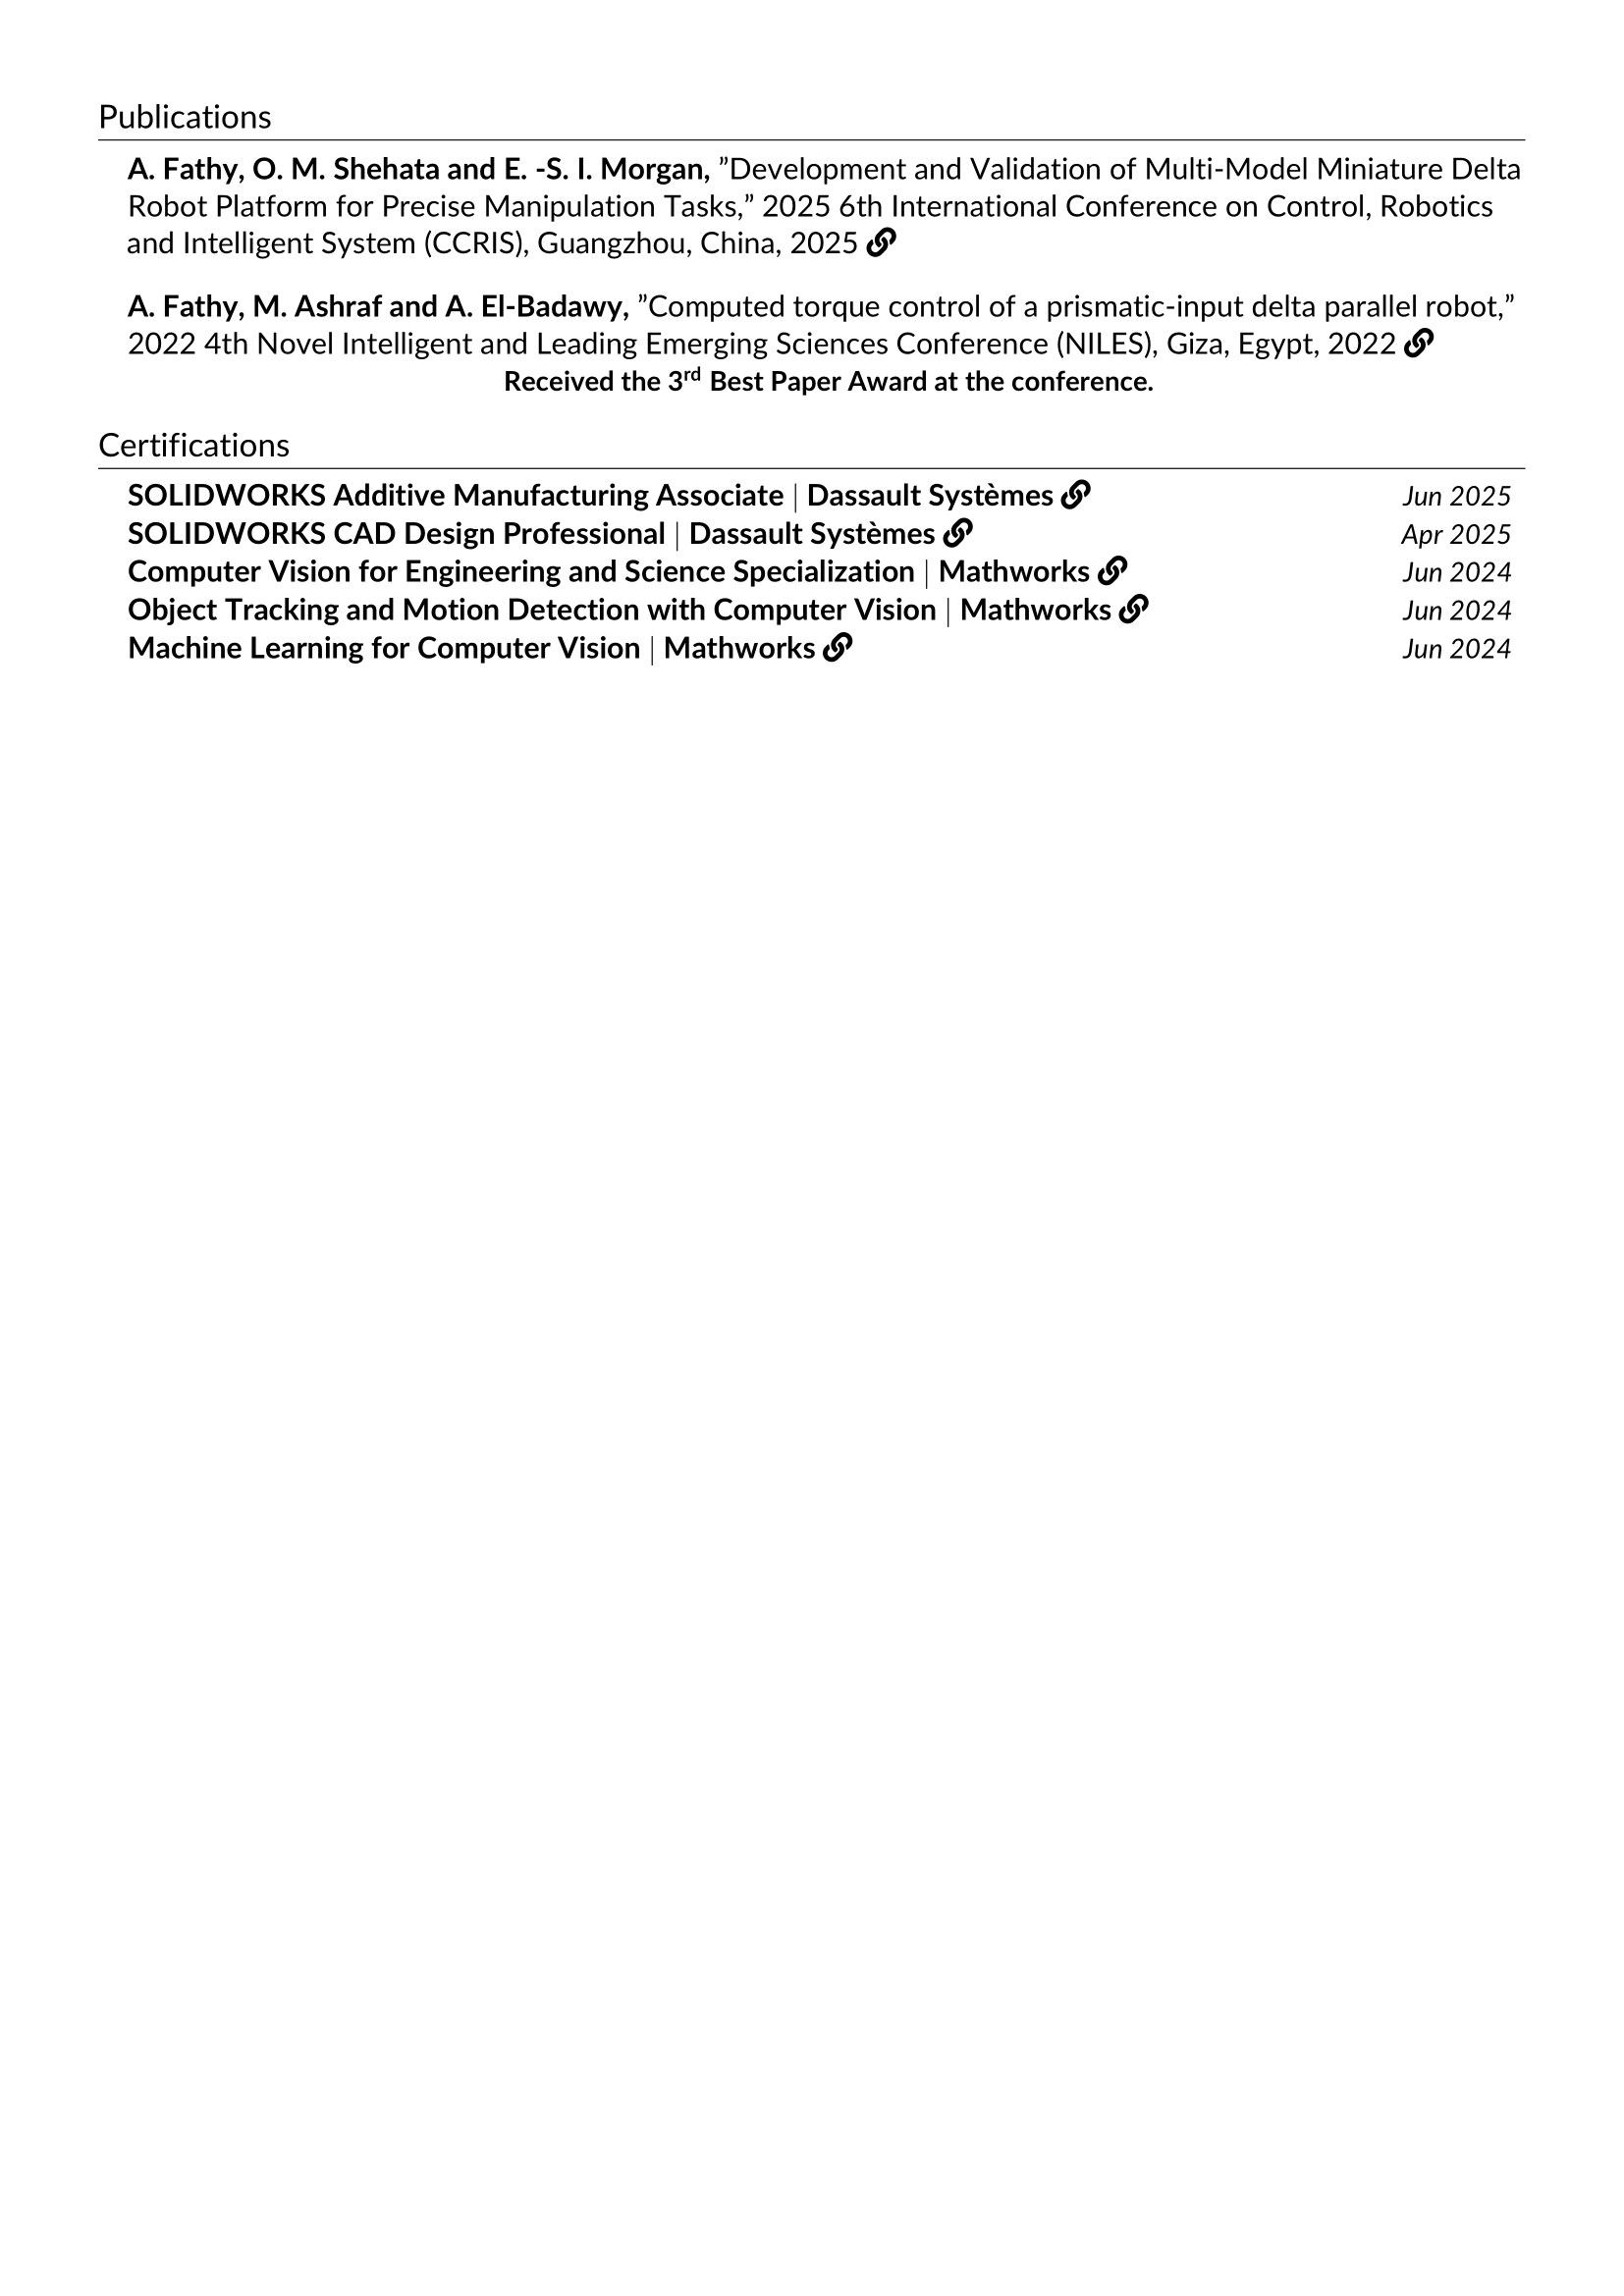 Publications
A. Fathy, O. M. Shehata and E. -S. I. Morgan, ”Development and Validation of Multi-Model Miniature Delta
Robot Platform for Precise Manipulation Tasks,” 2025 6th International Conference on Control, Robotics
and Intelligent System (CCRIS), Guangzhou, China, 2025
A. Fathy, M. Ashraf and A. El-Badawy, ”Computed torque control of a prismatic-input delta parallel robot,”
2022 4th Novel Intelligent and Leading Emerging Sciences Conference (NILES), Giza, Egypt, 2022
Received the 3rd Best Paper Award at the conference.
Certifications
SOLIDWORKS Additive Manufacturing Associate | Dassault Systèmes Jun 2025
SOLIDWORKS CAD Design Professional | Dassault Systèmes Apr 2025
Computer Vision for Engineering and Science Specialization | Mathworks Jun 2024
Object Tracking and Motion Detection with Computer Vision | Mathworks Jun 2024
Machine Learning for Computer Vision | Mathworks Jun 2024